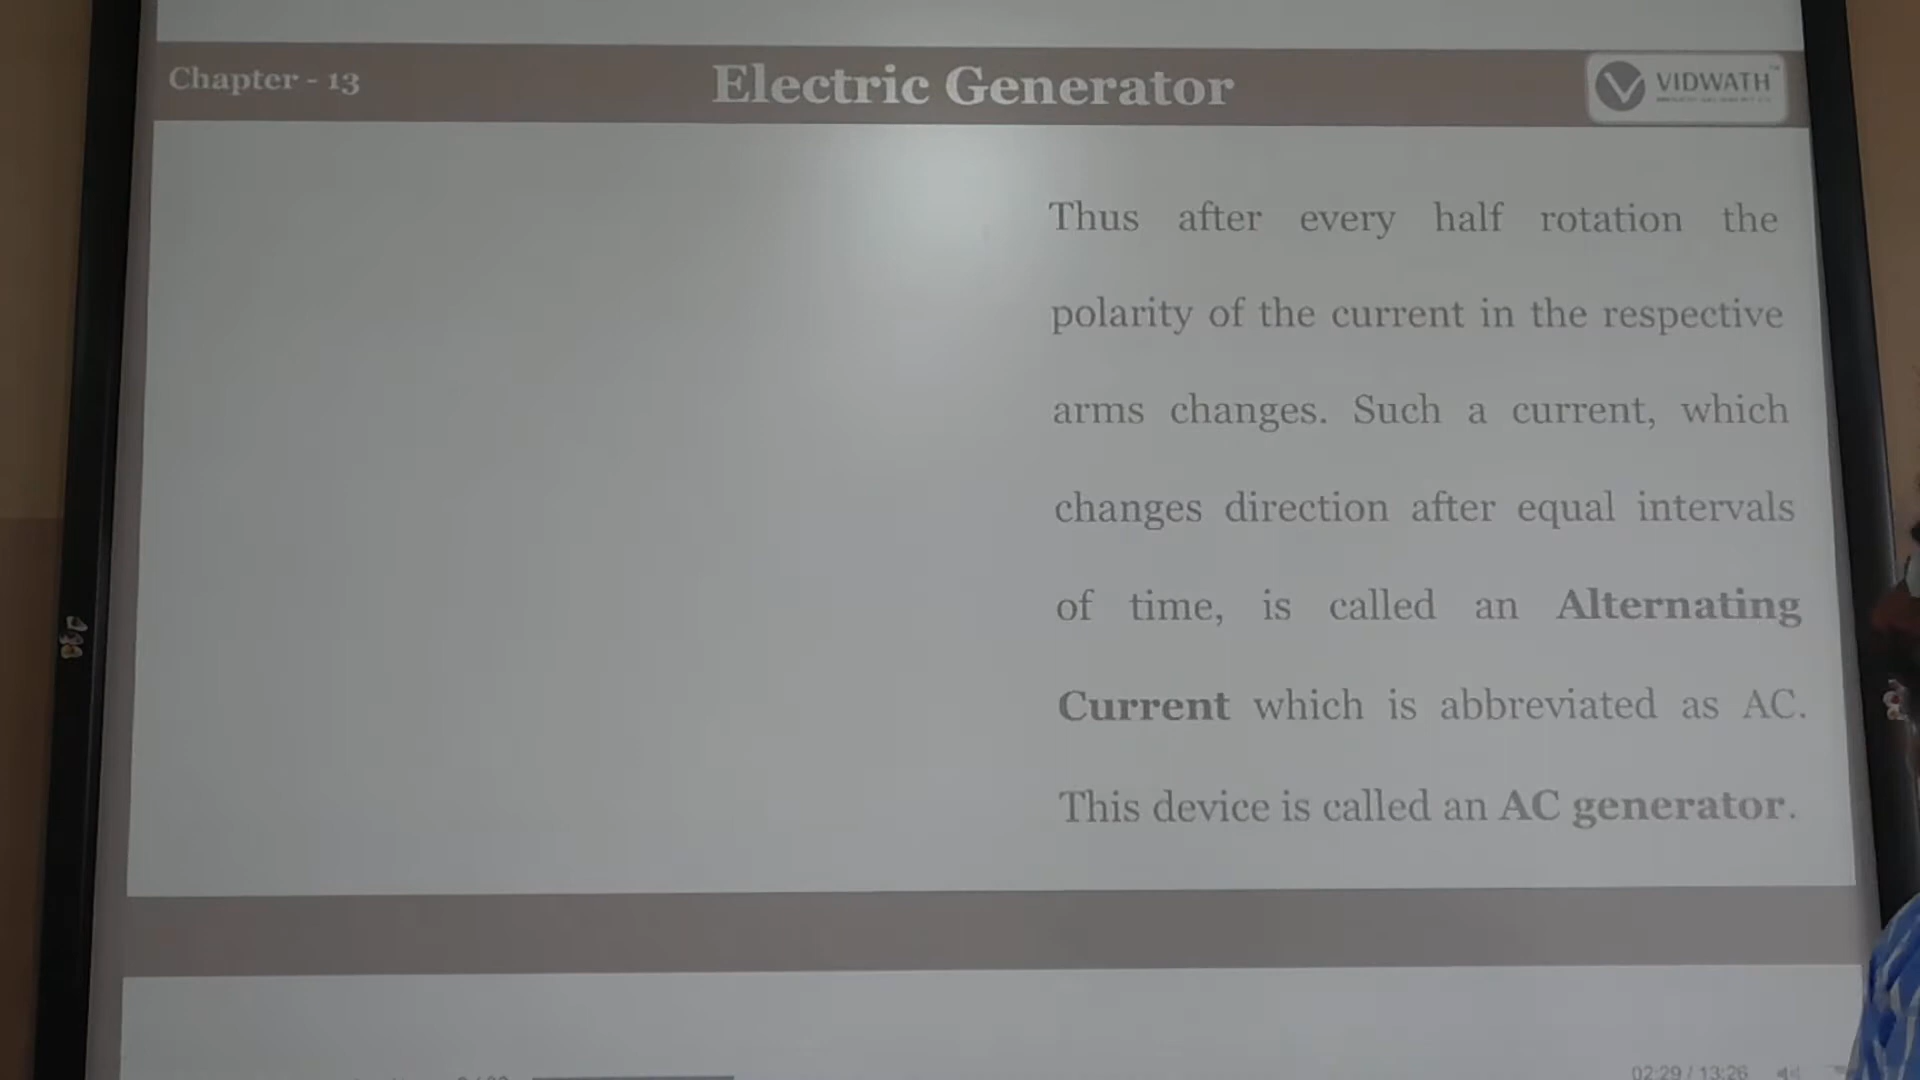 Chapter - 13
Electric Generator
VIDWATH
Thus after every half rotation the
polarity of the current in the respective
arms changes. Such a current, which
changes direction after equal intervals
of time, is called an Alternating
Current which is abbreviated as AC.
This device is called an AC generator.
02:29 / 13:26